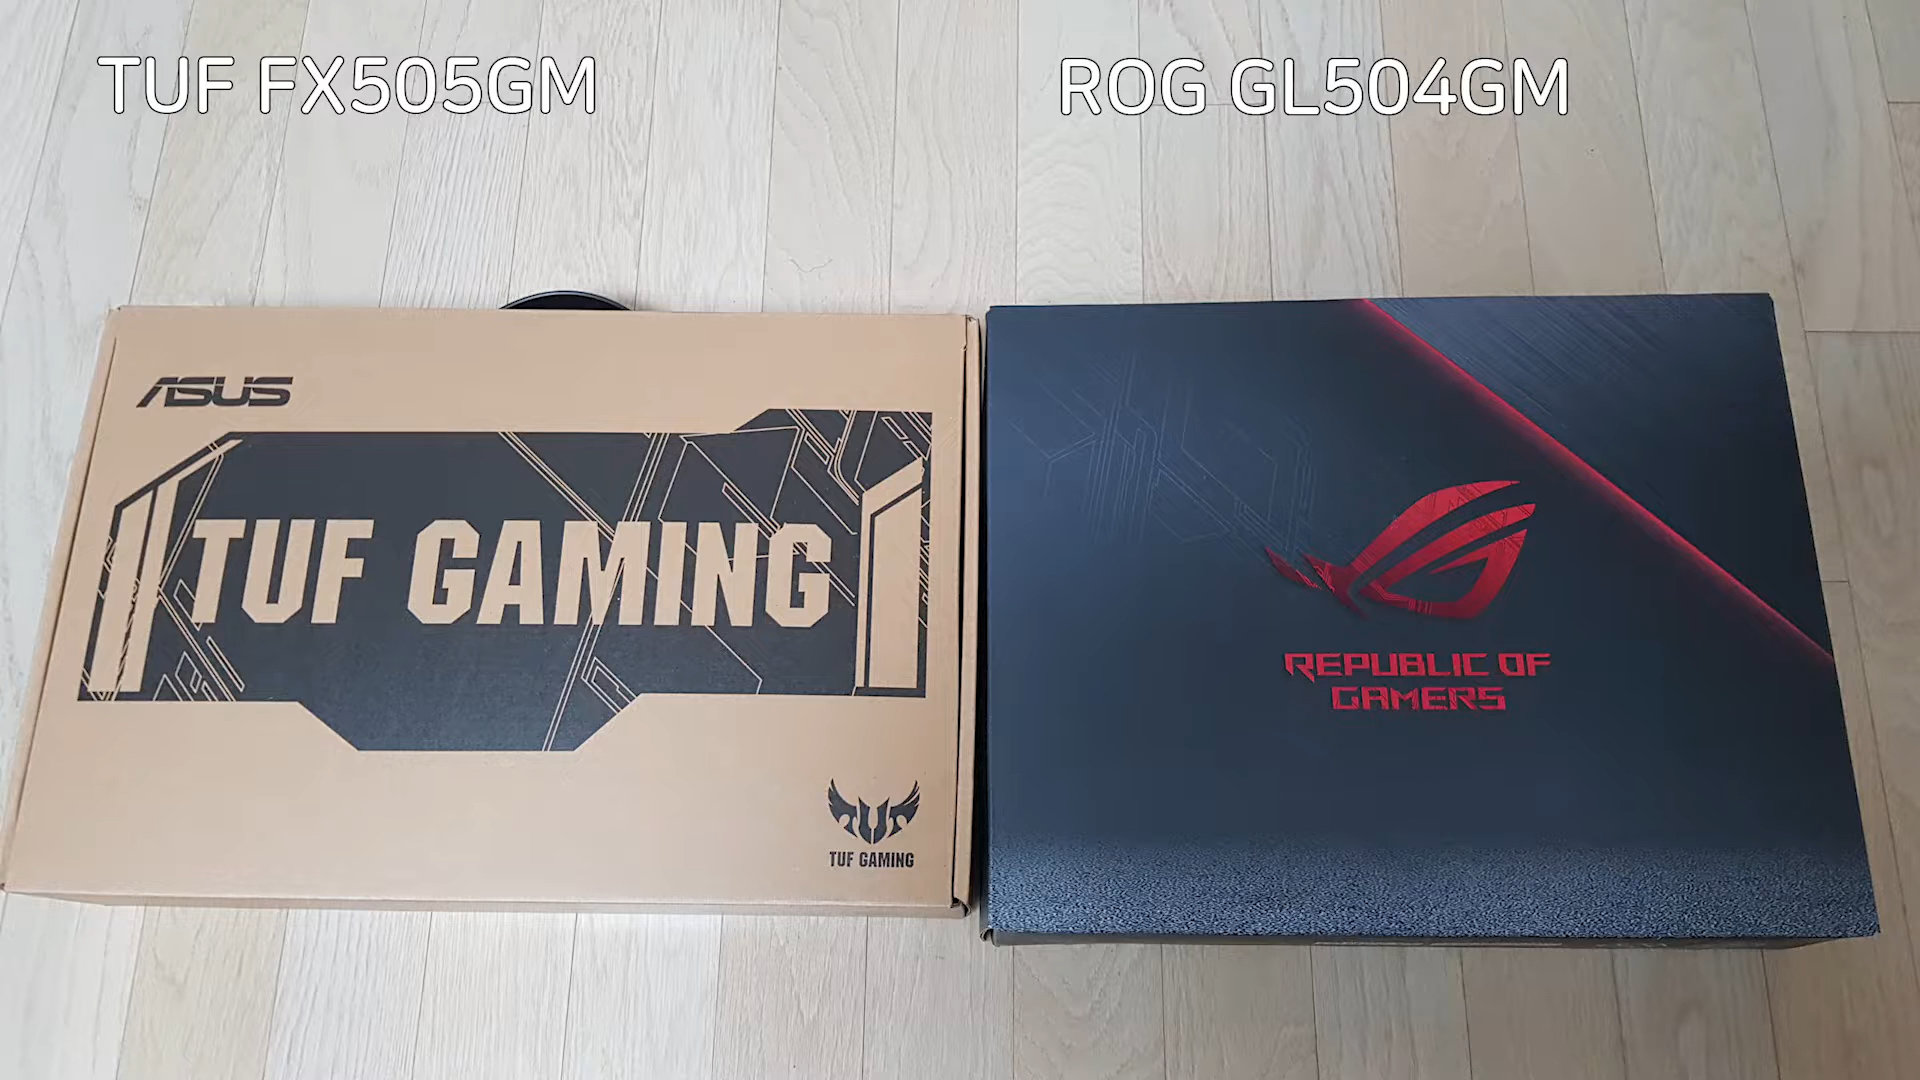 TUF FX505GM
ROG GL504GM
ASUS
TUF GAMING
TUF GAMING
REPUBLIC OF
GAMERS